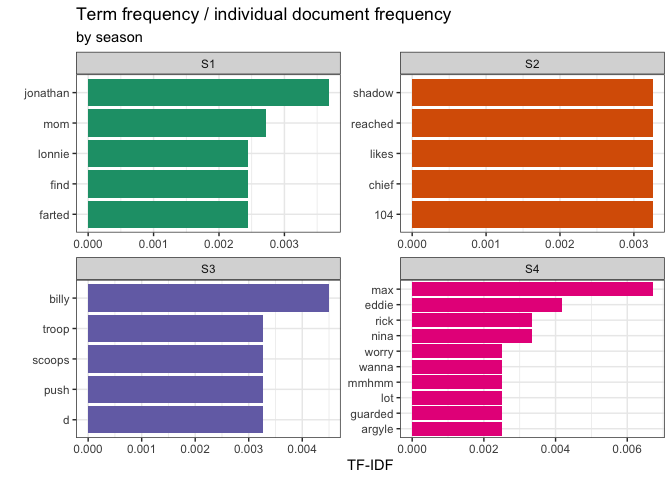 Term frequency / individual document frequency
by season
S1
jonathan
mom
lonnie
find
farted
0.000 0.001 0.002 0.003
S2
shadow
reached
likes
chief
104
0.000 0.001 0.002 0.003
S3
billy
troop
scoops
push
d
0.000 0.001 0.002 0.003 0.004
S4
max
eddie
rick
nina
worry
wanna
mmhmm
lot
guarded
argyle
0.000 0.002 0.004 0.006
TF-IDF